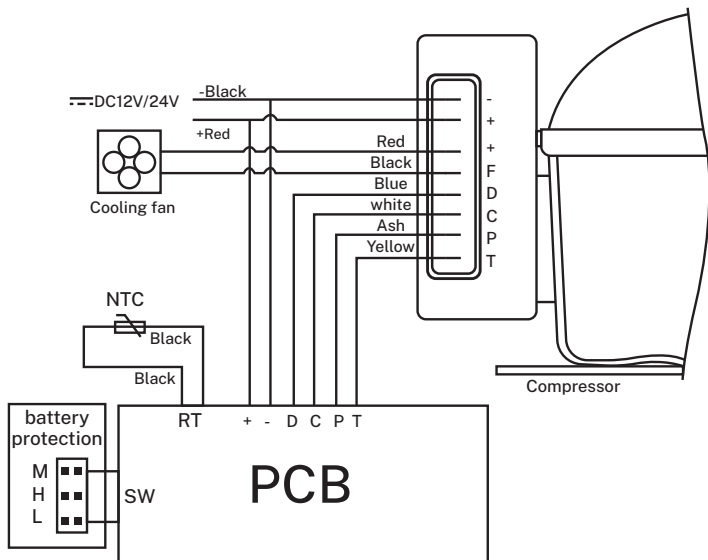 -Black
DC12V/24V
+Red
Cooling fan
Red
Black
Blue
white
Ash
Yellow
-
+
+
F
D
C
P
T
NTC
Black
Black
Compressor
battery
protection
M
H
L
SW
RT + - D C P T
PCB